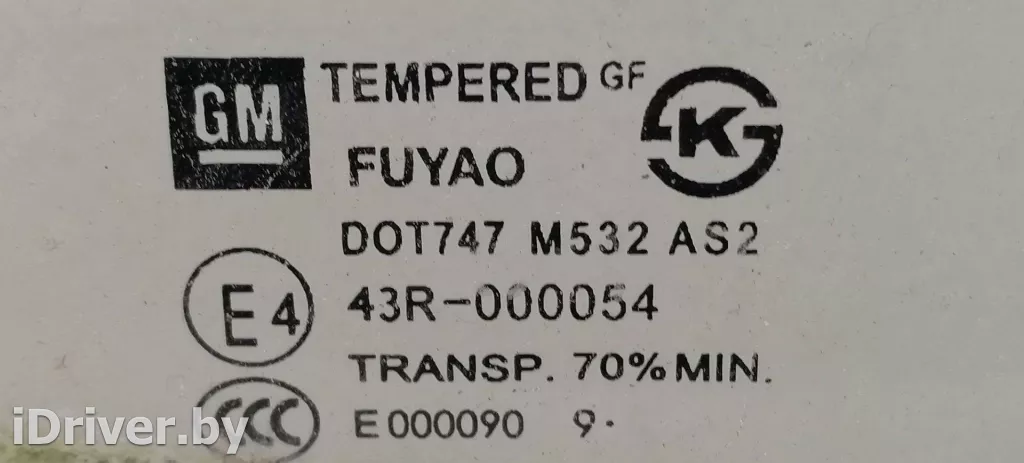 GM TEMPERED GF K
FUYAO
DOT747 M532 AS2
E4 43R-000054
TRANSP. 70% MIN.
CCC E000090 9.
iDriver.by